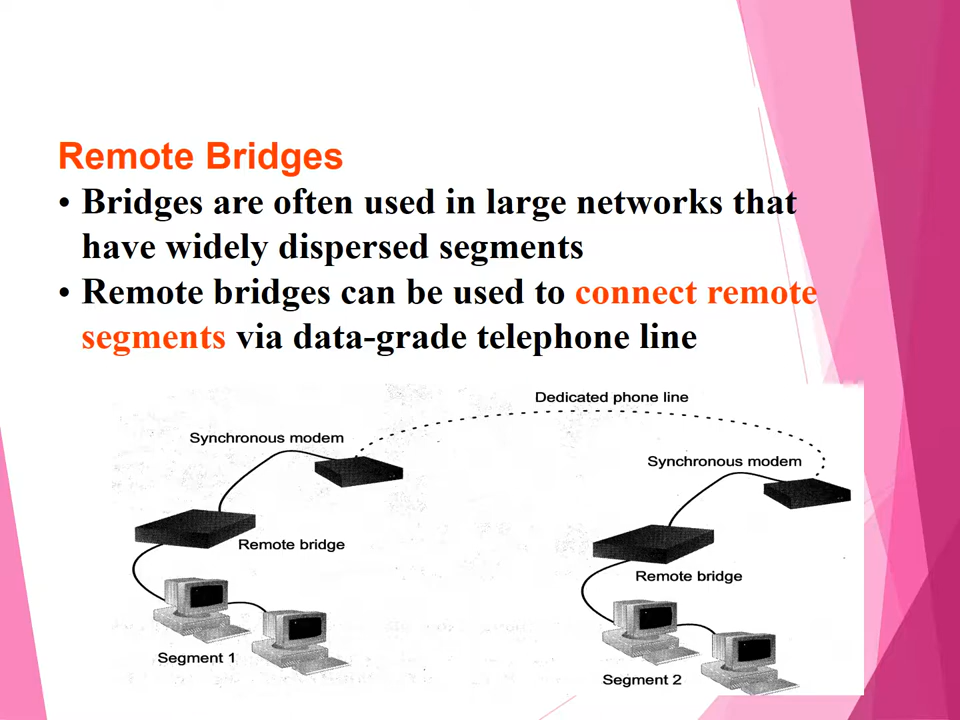 Remote Bridges
• Bridges are often used in large networks that
have widely dispersed segments
• Remote bridges can be used to connect remote
segments via data-grade telephone line
Dedicated phone line
Synchronous modem
Synchronous modem
Remote bridge
Remote bridge
Segment 1
Segment 2